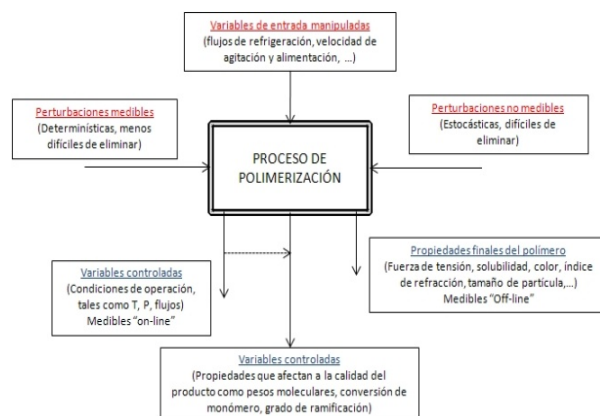 Variables de entrada manipuladas
(flujos de refrigeración, velocidad de
agitación y alimentación, ...)
Perturbaciones medibles
(Determinísticas, menos
difíciles de eliminar)
Perturbaciones no medibles
(Estocásticas, difíciles de
eliminar)
PROCESO DE
POLIMERIZACIÓN
Variables controladas
(Condiciones de operación,
tales como T, P, flujos)
Medibles "on-line"
Propiedades finales del polímero
(Fuerza de tensión, solubilidad, color, índice
de refracción, tamaño de partícula,...)
Medibles "Off-line"
Variables controladas
(Propiedades que afectan a la calidad del
producto como pesos moleculares, conversión de
monómero, grado de ramificación)